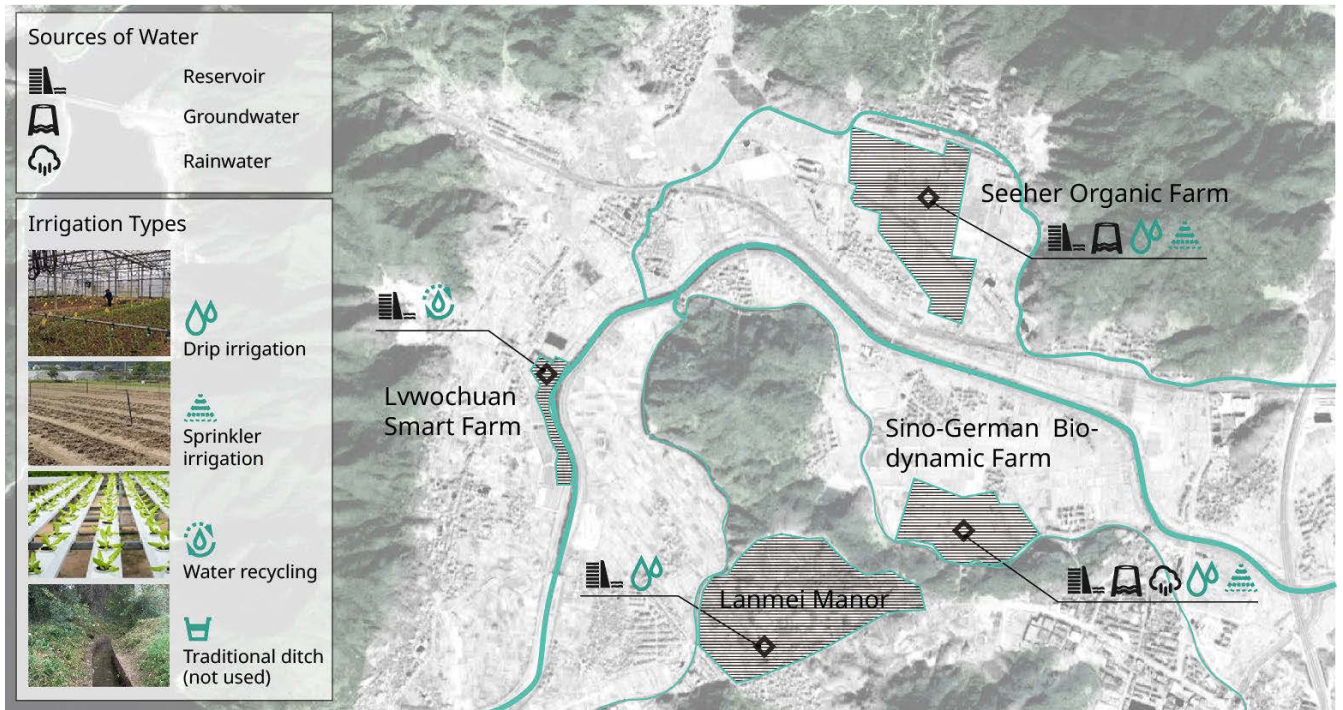 Sources of Water
Reservoir
Groundwater
Rainwater
Irrigation Types
Drip irrigation
Sprinkler
irrigation
Water recycling
Traditional ditch
(not used)
Seeher Organic Farm
Lvwochuan
Smart Farm
Sino-German Bio-
dynamic Farm
Lanmei Manor